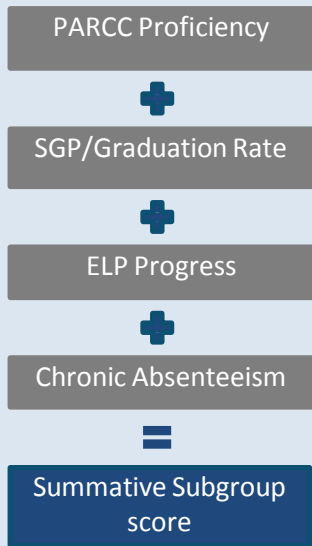 PARCC Proficiency
SGP/Graduation Rate
ELP Progress
Chronic Absenteeism
Summative Subgroup
score